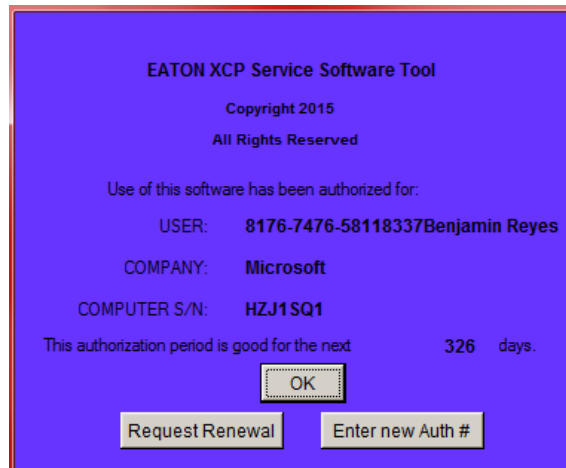 EATON XCP Service Software Tool
Copyright 2015
All Rights Reserved
Use of this software has been authorized for:
USER: 8176-7476-58118337Benjamin Reyes
COMPANY: Microsoft
COMPUTER S/N: HZJ1SQ1
This authorization period is good for the next 326 days.
OK
Request Renewal Enter new Auth #